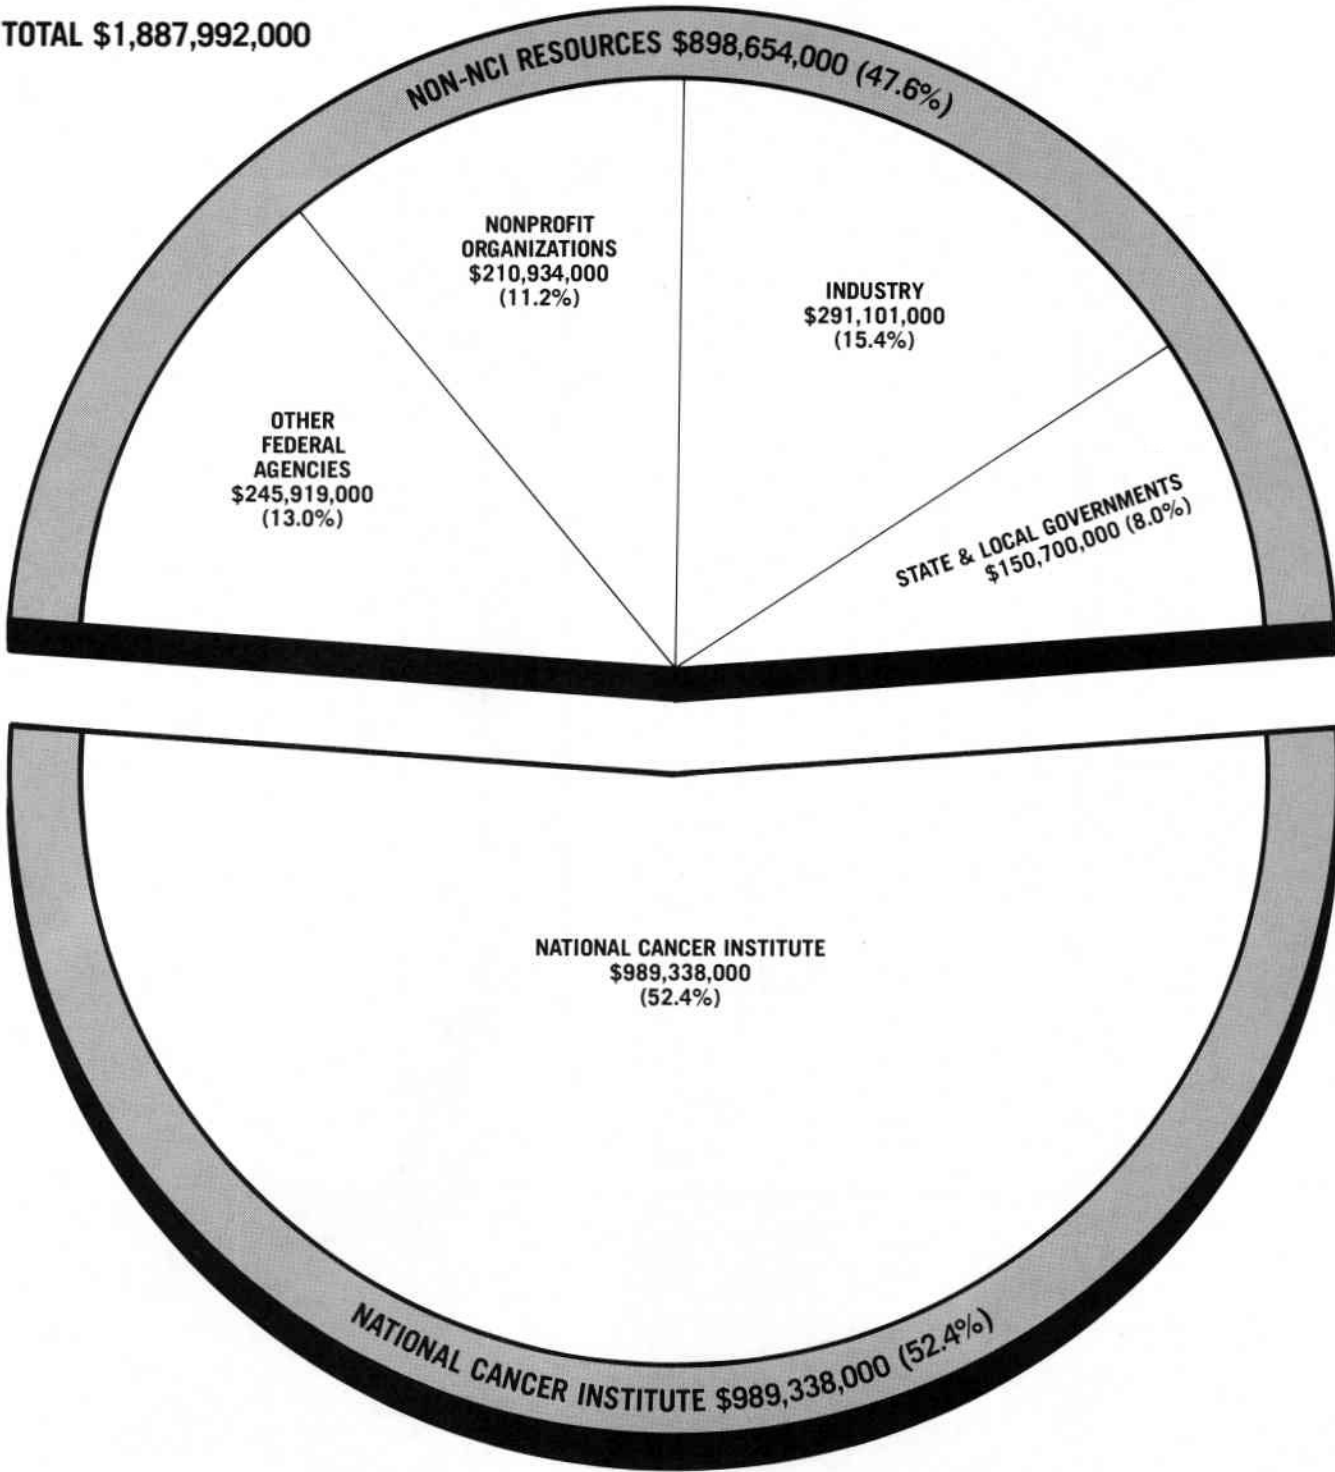 TOTAL $1,887,992,000
NON-NCI RESOURCES $898,654,000 (47.6%)
NONPROFIT
ORGANIZATIONS
$210,934,000
(11.2%)
INDUSTRY
$291,101,000
(15.4%)
OTHER
FEDERAL
AGENCIES
$245,919,000
(13.0%)
STATE & LOCAL GOVERNMENTS
$150,700,000 (8.0%)
NATIONAL CANCER INSTITUTE
$989,338,000
(52.4%)
NATIONAL CANCER INSTITUTE $989,338,000 (52.4%)